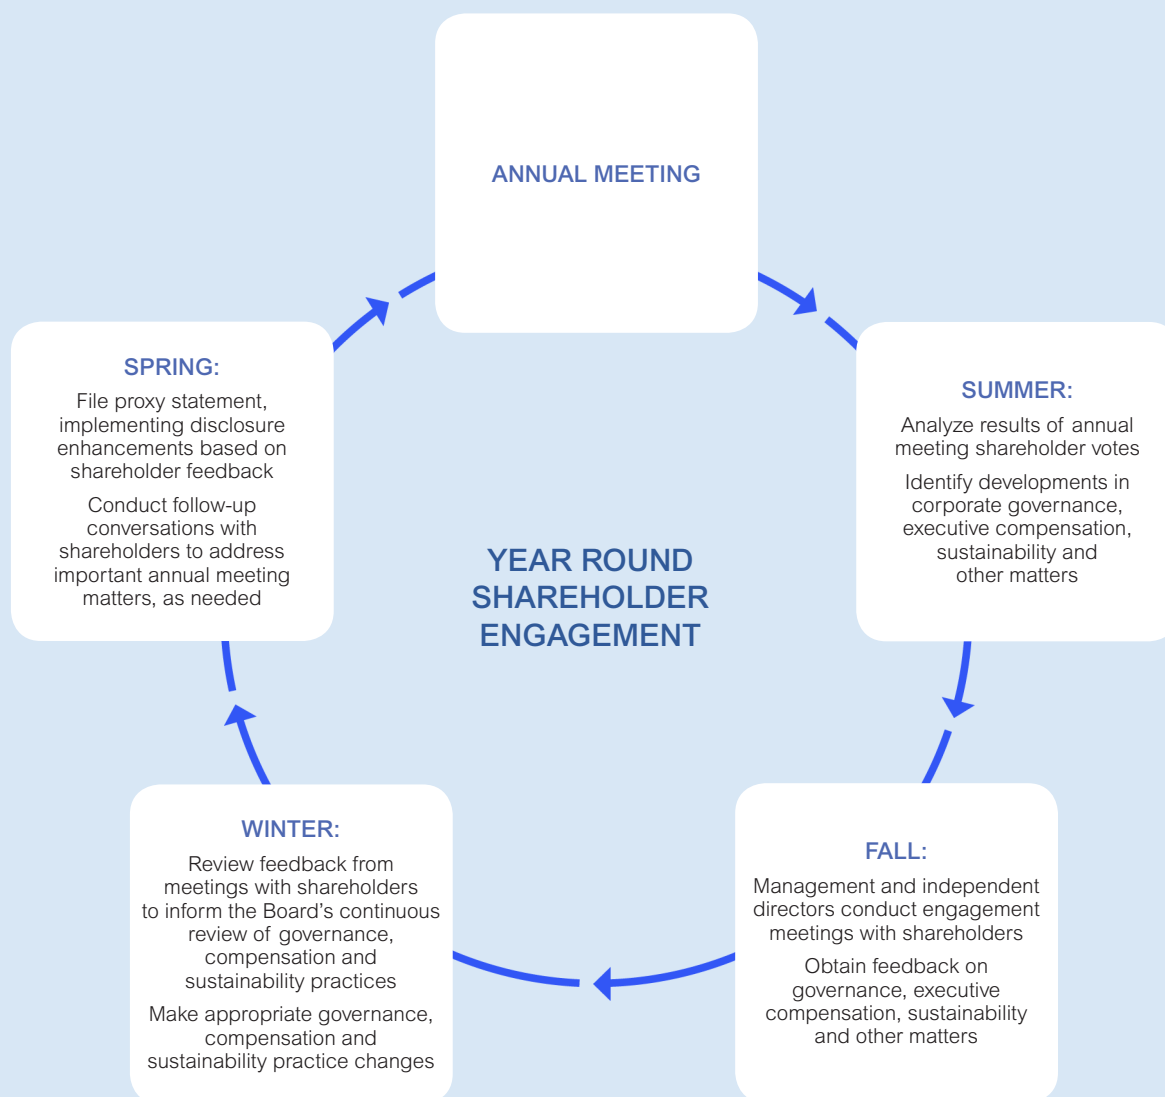 ANNUAL MEETING
SPRING:
File proxy statement,
implementing disclosure
enhancements based on
shareholder feedback
Conduct follow-up
conversations with
shareholders to address
important annual meeting
matters, as needed
SUMMER:
Analyze results of annual
meeting shareholder votes
Identify developments in
corporate governance,
executive compensation,
sustainability and
other matters
YEAR ROUND
SHAREHOLDER
ENGAGEMENT
WINTER:
Review feedback from
meetings with shareholders
to inform the Board’s continuous
review of governance,
compensation and
sustainability practices
Make appropriate governance,
compensation and
sustainability practice changes
FALL:
Management and independent
directors conduct engagement
meetings with shareholders
Obtain feedback on
governance, executive
compensation, sustainability
and other matters